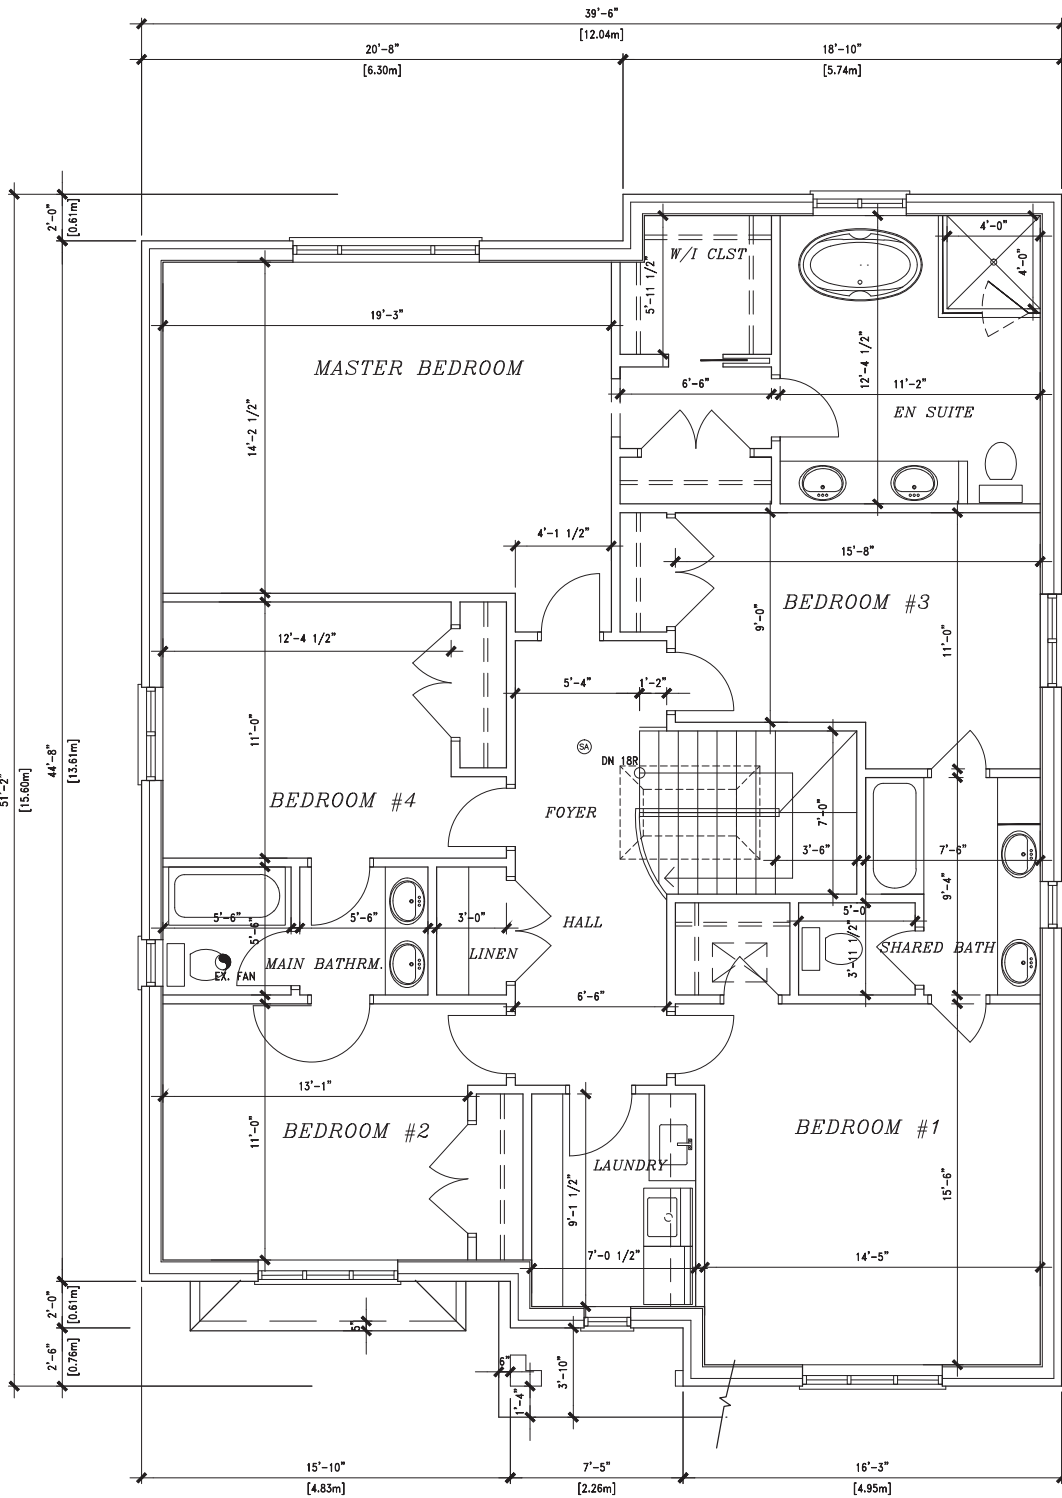 39'-6"
[12.04m]
20'-8"
[6.30m]
18'-10"
[5.74m]
2'-0"
[0.61m]
W/I CLST
5'-11 1/2"
4'-0"
4'-0"
19'-3"
MASTER BEDROOM
12'-4 1/2"
6'-6"
11'-2"
EN SUITE
14'-2 1/2"
4'-1 1/2"
15'-8"
BEDROOM #3
9'-0"
11'-0"
12'-4 1/2"
5'-4"
1'-2"
11'-0"
SA
DN 18R
44'-8"
[13.61m]
51'-2"
[15.60m]
BEDROOM #4
FOYER
7'-0"
3'-6"
7'-6"
9'-4"
5'-6"
5'-6"
5'-6"
3'-0"
HALL
5'-0
3'-11 1/2"
LINEN
SHARED BATH
MAIN BATHRM.
EX. FAN
6'-6"
13'-1"
11'-0"
BEDROOM #2
BEDROOM #1
LAUNDRY
9'-1 1/2"
15'-6"
7'-0 1/2"
14'-5"
2'-0"
[0.61m]
2'-6"
[0.76m]
6"
3'-10"
1'-4"
15'-10"
[4.83m]
7'-5"
[2.26m]
16'-3"
[4.95m]